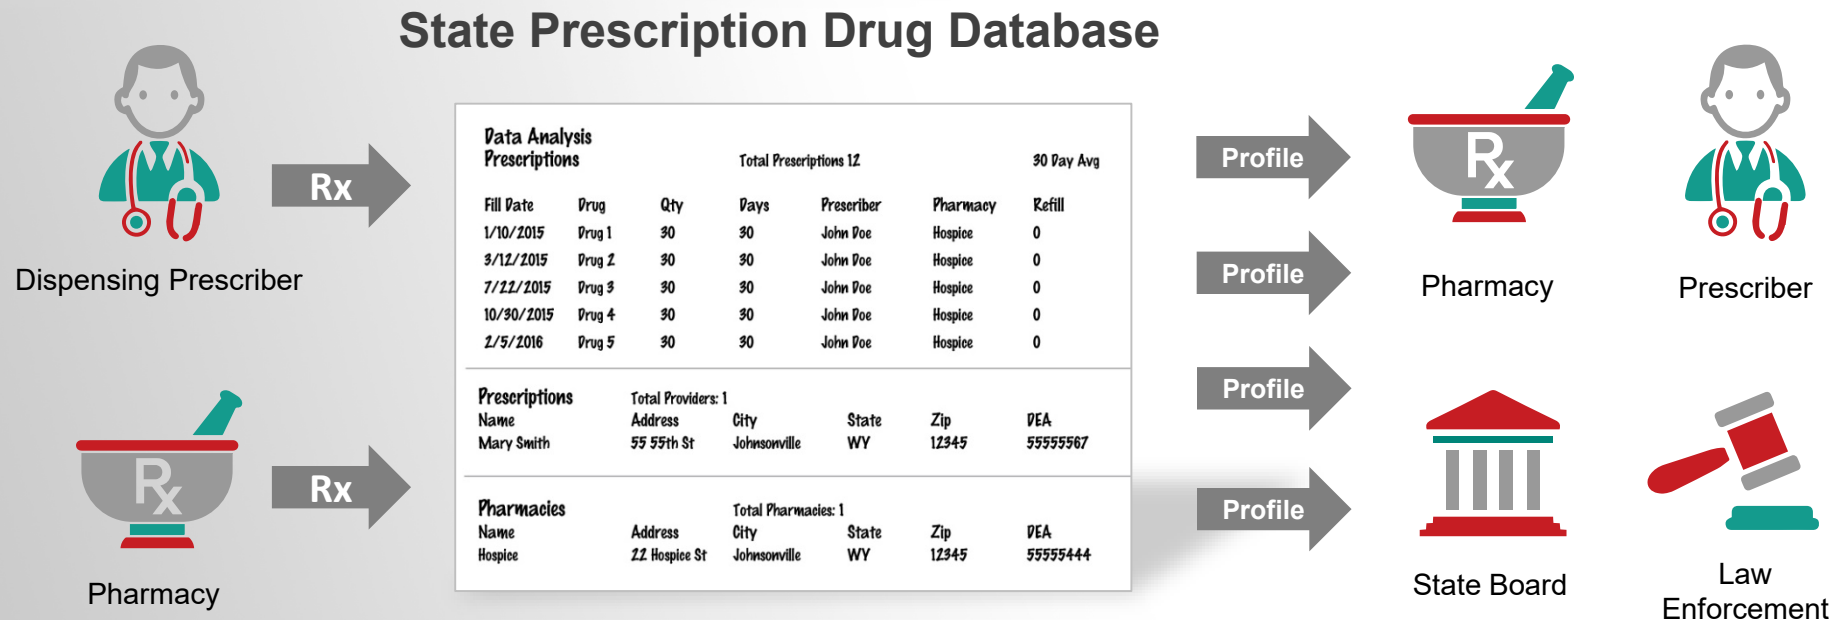 State Prescription Drug Database
Dispensing Prescriber
Rx
Pharmacy
Rx
Rx
Data Analysis
Prescriptions Total Prescriptions 12 30 Day Avg
Fill Date Drug Qty Days Prescriber Pharmacy Refill
1/10/2015 Drug 1 30 30 John Doe Hospice 0
3/12/2015 Drug 2 30 30 John Doe Hospice 0
7/22/2015 Drug 3 30 30 John Doe Hospice 0
10/30/2015 Drug 4 30 30 John Doe Hospice 0
2/5/2016 Drug 5 30 30 John Doe Hospice 0
Prescriptions Total Providers: 1
Name Address City State Zip DEA
Mary Smith 55 55th St Johnsonville WY 12345 55555567
Pharmacies Total Pharmacies: 1
Name Address City State Zip DEA
Hospice 22 Hospice St Johnsonville WY 12345 55555444
Profile
Profile
Profile
Profile
Rx
Pharmacy
Prescriber
State Board
Law
Enforcement